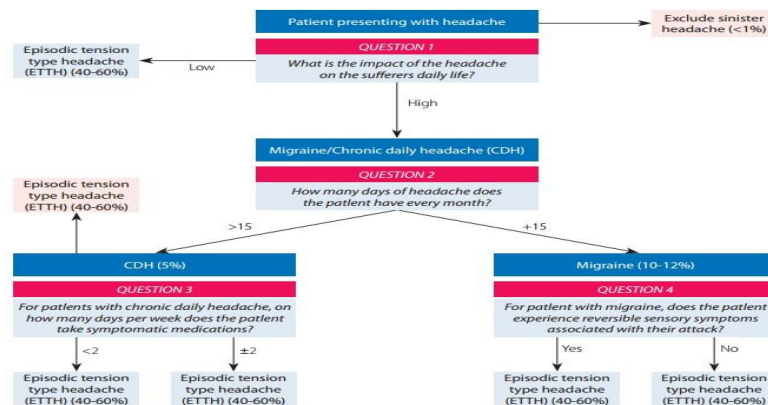 Patient presenting with headache
Exclude sinister
headache (<1%)
QUESTION 1
What is the impact of the headache
on the sufferers daily life?
Episodic tension
type headache
(ETTH) (40-60%)
Low
High
Migraine/Chronic daily headache (CDH)
QUESTION 2
How many days of headache does
the patlent have every month?
Episodic tension
type headache
(ETTH) (40-60%)
>15
+15
CDH (5%)
QUESTION 3
For patlents with chronic daily headache, on
how many days per week does the patlent
take symptomatic medications?
<2
±2
Episodic tension
type headache
(ETTH) (40-60%)
Episodic tension
type headache
(ETTH) (40-60%)
Migraine (10-12%)
QUESTION 4
For patlent with migraine, does the patlent
experience reversible sensory symptoms
associated with their attack?
Yes
No
Episodic tension
type headache
(ETTH) (40-60%)
Episodic tension
type headache
(ETTH) (40-60%)